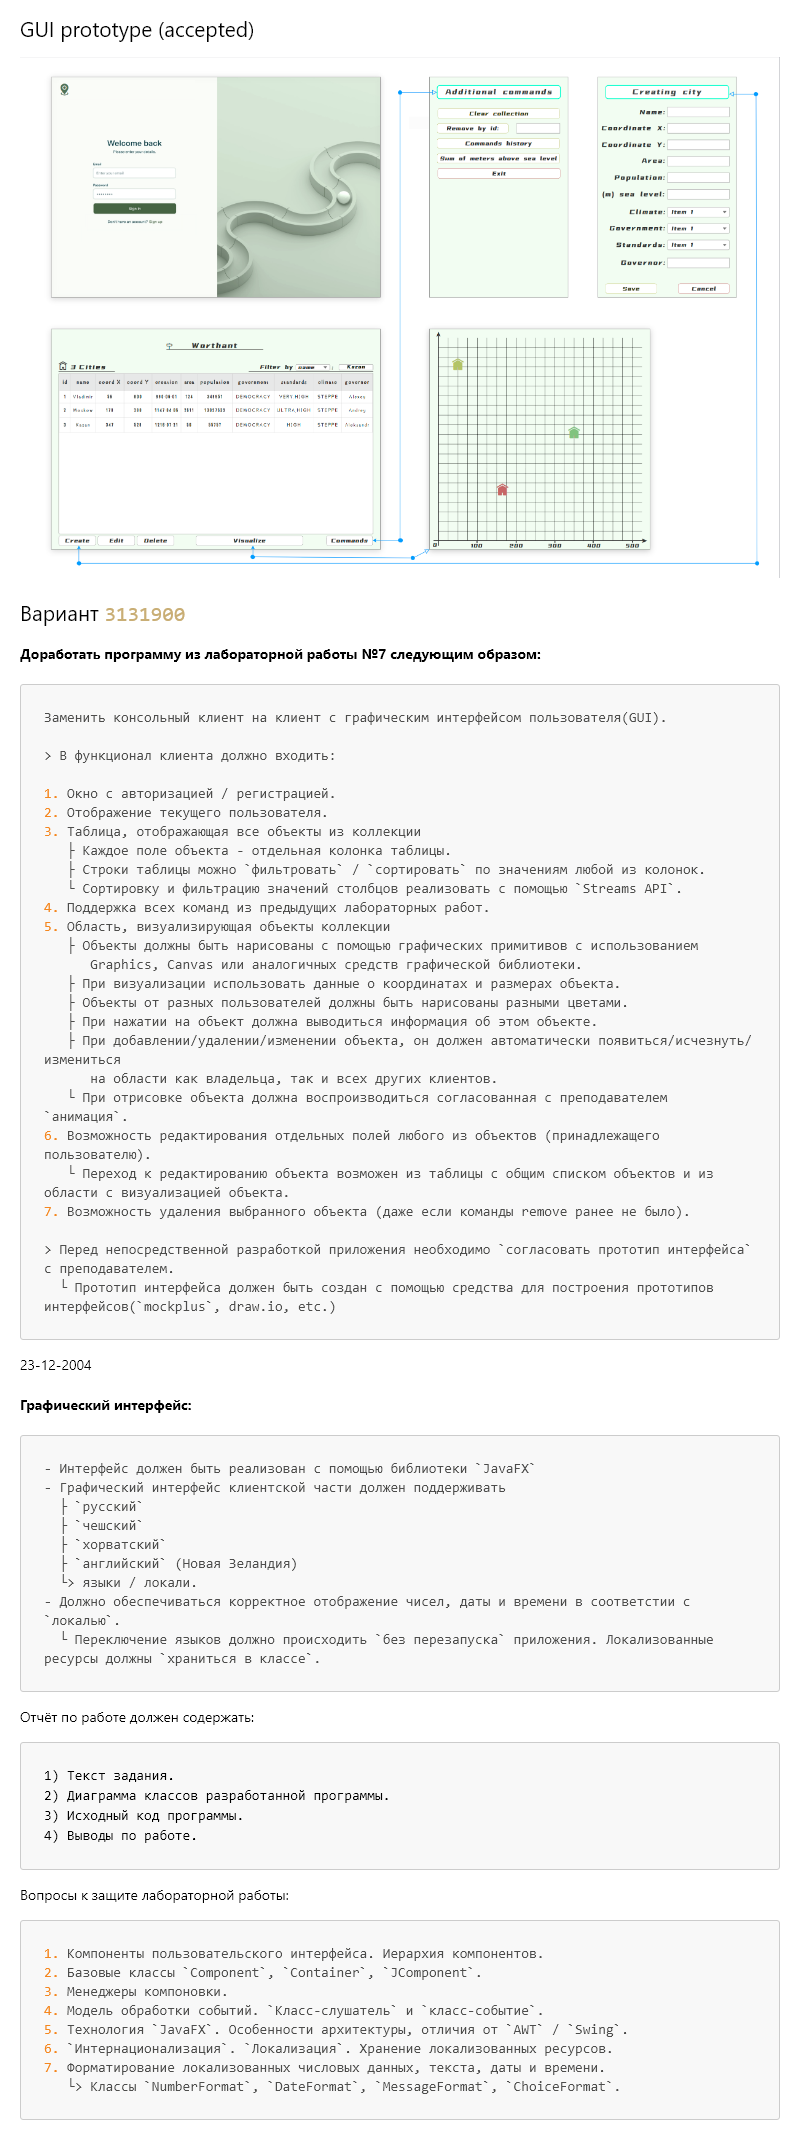 GUI prototype (accepted)
Welcome back
Please enter your details.
Email
Enter your email
Password
Sign in
Don't have an account? Sign up
Additional commands
Clear collection
Remove by id:
Commands history
Sum of meters above sea level
Exit
Creating city
Name:
Coordinate X:
Coordinate Y:
Area:
Population:
(m) sea level:
Climate: Item 1
Government: Item 1
Standards: Item 1
Governor:
Save Cancel
Worthant
3 Cities Filter by name : Kazan
id name coord X coord Y creation area population government standards climate governor
1 Vladimir DEMOCRACY VERY HIGH STEPPE Alexey
2 Moskow DEMOCRACY ULTRA_HIGH STEPPE Andrey
3 Kazan DEMOCRACY HIGH STEPPE Aleksandr
Create Edit Delete Visualize Commands
0 100 200 300 400 500
Вариант 3131900
Доработать программу из лабораторной работы №7 следующим образом:
Заменить консольный клиент на клиент с графическим интерфейсом пользователя(GUI).
> В функционал клиента должно входить:
1. Окно с авторизацией / регистрацией.
2. Отображение текущего пользователя.
3. Таблица, отображающая все объекты из коллекции
├ Каждое поле объекта - отдельная колонка таблицы.
├ Строки таблицы можно `фильтровать` / `сортировать` по значениям любой из колонок.
└ Сортировку и фильтрацию значений столбцов реализовать с помощью `Streams API`.
4. Поддержка всех команд из предыдущих лабораторных работ.
5. Область, визуализирующая объекты коллекции
├ Объекты должны быть нарисованы с помощью графических примитивов с использованием
Graphics, Canvas или аналогичных средств графической библиотеки.
├ При визуализации использовать данные о координатах и размерах объекта.
├ Объекты от разных пользователей должны быть нарисованы разными цветами.
├ При нажатии на объект должна выводиться информация об этом объекте.
├ При добавлении/удалении/изменении объекта, он должен автоматически появиться/исчезнуть/
измениться
на области как владельца, так и всех других клиентов.
└ При отрисовке объекта должна воспроизводиться согласованная с преподавателем
`анимация`.
6. Возможность редактирования отдельных полей любого из объектов (принадлежащего
пользователю).
└ Переход к редактированию объекта возможен из таблицы с общим списком объектов и из
области с визуализацией объекта.
7. Возможность удаления выбранного объекта (даже если команды remove ранее не было).
> Перед непосредственной разработкой приложения необходимо `согласовать прототип интерфейса`
с преподавателем.
└ Прототип интерфейса должен быть создан с помощью средства для построения прототипов
интерфейсов(`mockplus`, draw.io, etc.)
23-12-2004
Графический интерфейс:
- Интерфейс должен быть реализован с помощью библиотеки `JavaFX`
- Графический интерфейс клиентской части должен поддерживать
├ `русский`
├ `чешский`
├ `хорватский`
├ `английский` (Новая Зеландия)
└> языки / локали.
- Должно обеспечиваться корректное отображение чисел, даты и времени в соответстии с
`локалью`.
└ Переключение языков должно происходить `без перезапуска` приложения. Локализованные
ресурсы должны `храниться в классе`.
Отчёт по работе должен содержать:
1) Текст задания.
2) Диаграмма классов разработанной программы.
3) Исходный код программы.
4) Выводы по работе.
Вопросы к защите лабораторной работы:
1. Компоненты пользовательского интерфейса. Иерархия компонентов.
2. Базовые классы `Component`, `Container`, `JComponent`.
3. Менеджеры компоновки.
4. Модель обработки событий. `Класс-слушатель` и `класс-событие`.
5. Технология `JavaFX`. Особенности архитектуры, отличия от `AWT` / `Swing`.
6. `Интернационализация`. `Локализация`. Хранение локализованных ресурсов.
7. Форматирование локализованных числовых данных, текста, даты и времени.
└> Классы `NumberFormat`, `DateFormat`, `MessageFormat`, `ChoiceFormat`.